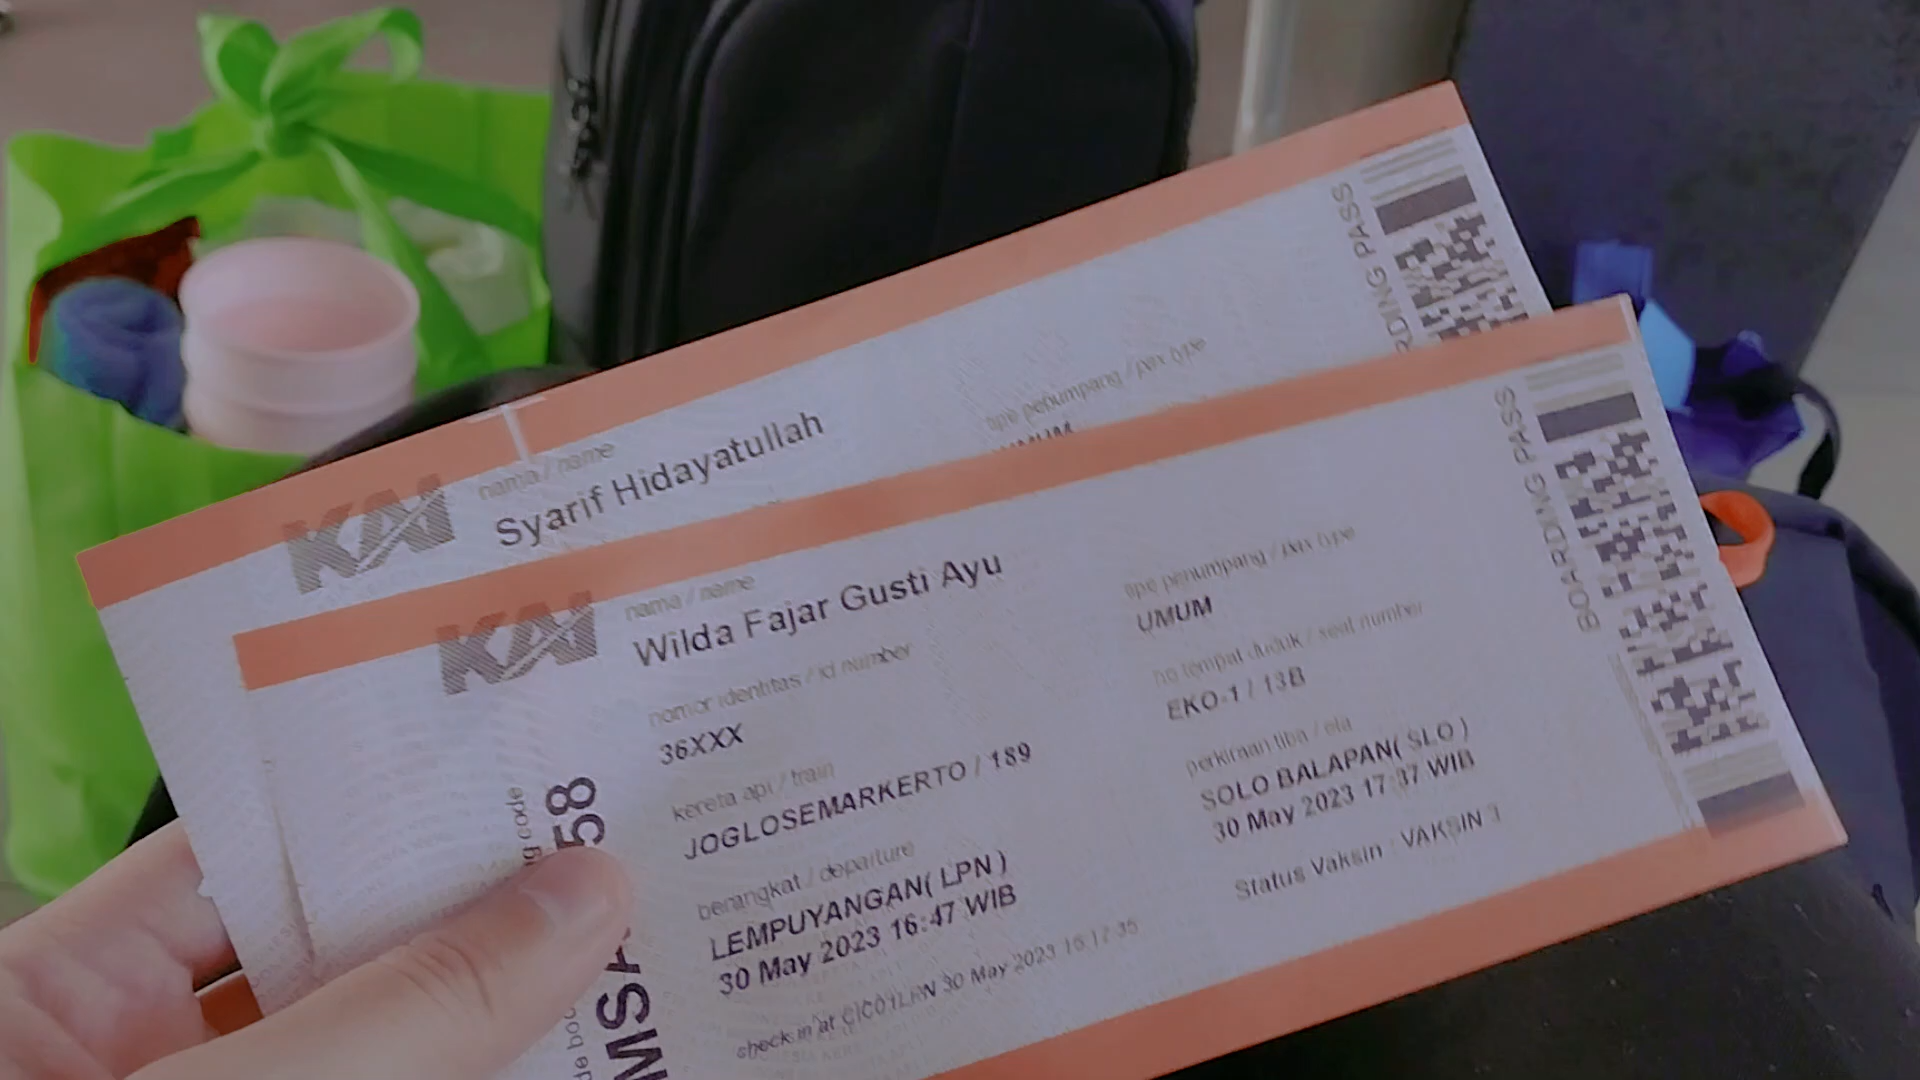 KAI
nama / name
Syarif Hidayatullah
tipe penumpang / pax type
UMUM
BOARDING PASS
KAI
nama / name
Wilda Fajar Gusti Ayu
nomor identitas / id number
36XXX
kereta api / train
JOGLOSEMARKERTO / 189
berangkat / departure
LEMPUYANGAN( LPN )
30 May 2023 16:47 WIB
check in at
30 May 2023
tipe penumpang / pax type
UMUM
no tempat duduk / seat number
EKO-1 / 13B
perkiraan tiba / eta
SOLO BALAPAN( SLO )
30 May 2023 17:37 WIB
Status Vaksin : VAKSIN 3
BOARDING PASS
58